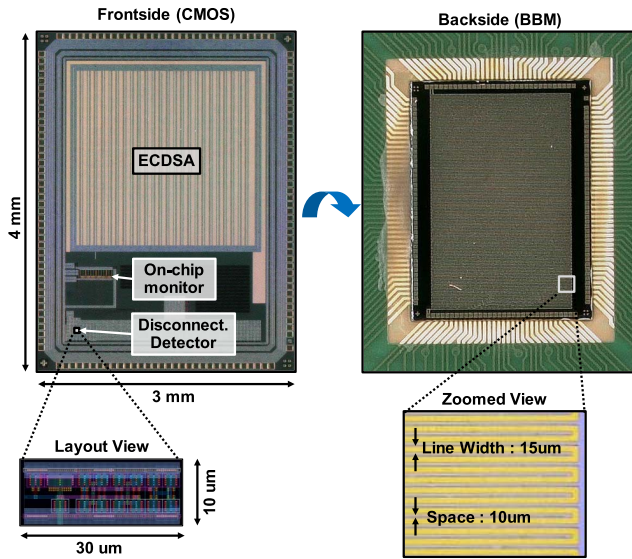 Frontside (CMOS)
Backside (BBM)
ECDSA
4 mm
On-chip
monitor
Disconnect.
Detector
3 mm
Layout View
Zoomed View
10 um
30 um
Line Width : 15um
Space : 10um